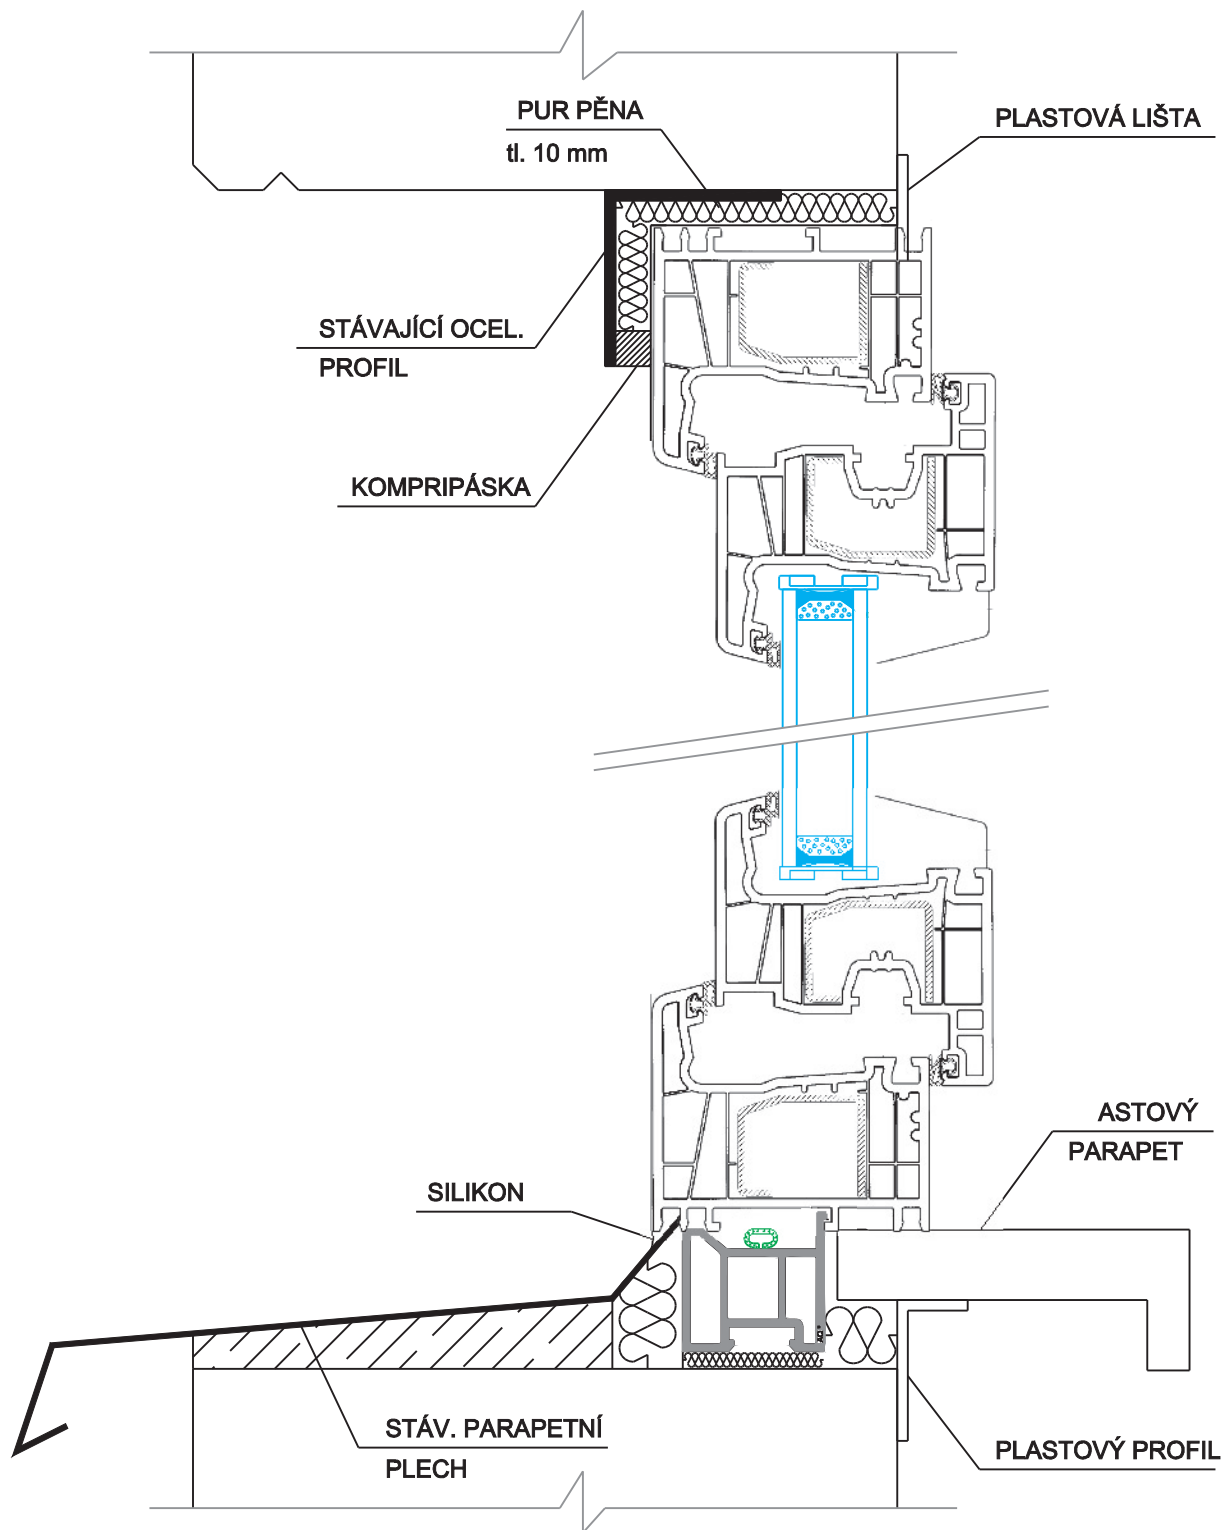 PUR PĚNA
tl. 10 mm
PLASTOVÁ LIŠTA
STÁVAJÍCÍ OCEL.
PROFIL
KOMPRIPÁSKA
ASTOVÝ
PARAPET
SILIKON
STÁV. PARAPETNÍ
PLECH
PLASTOVÝ PROFIL